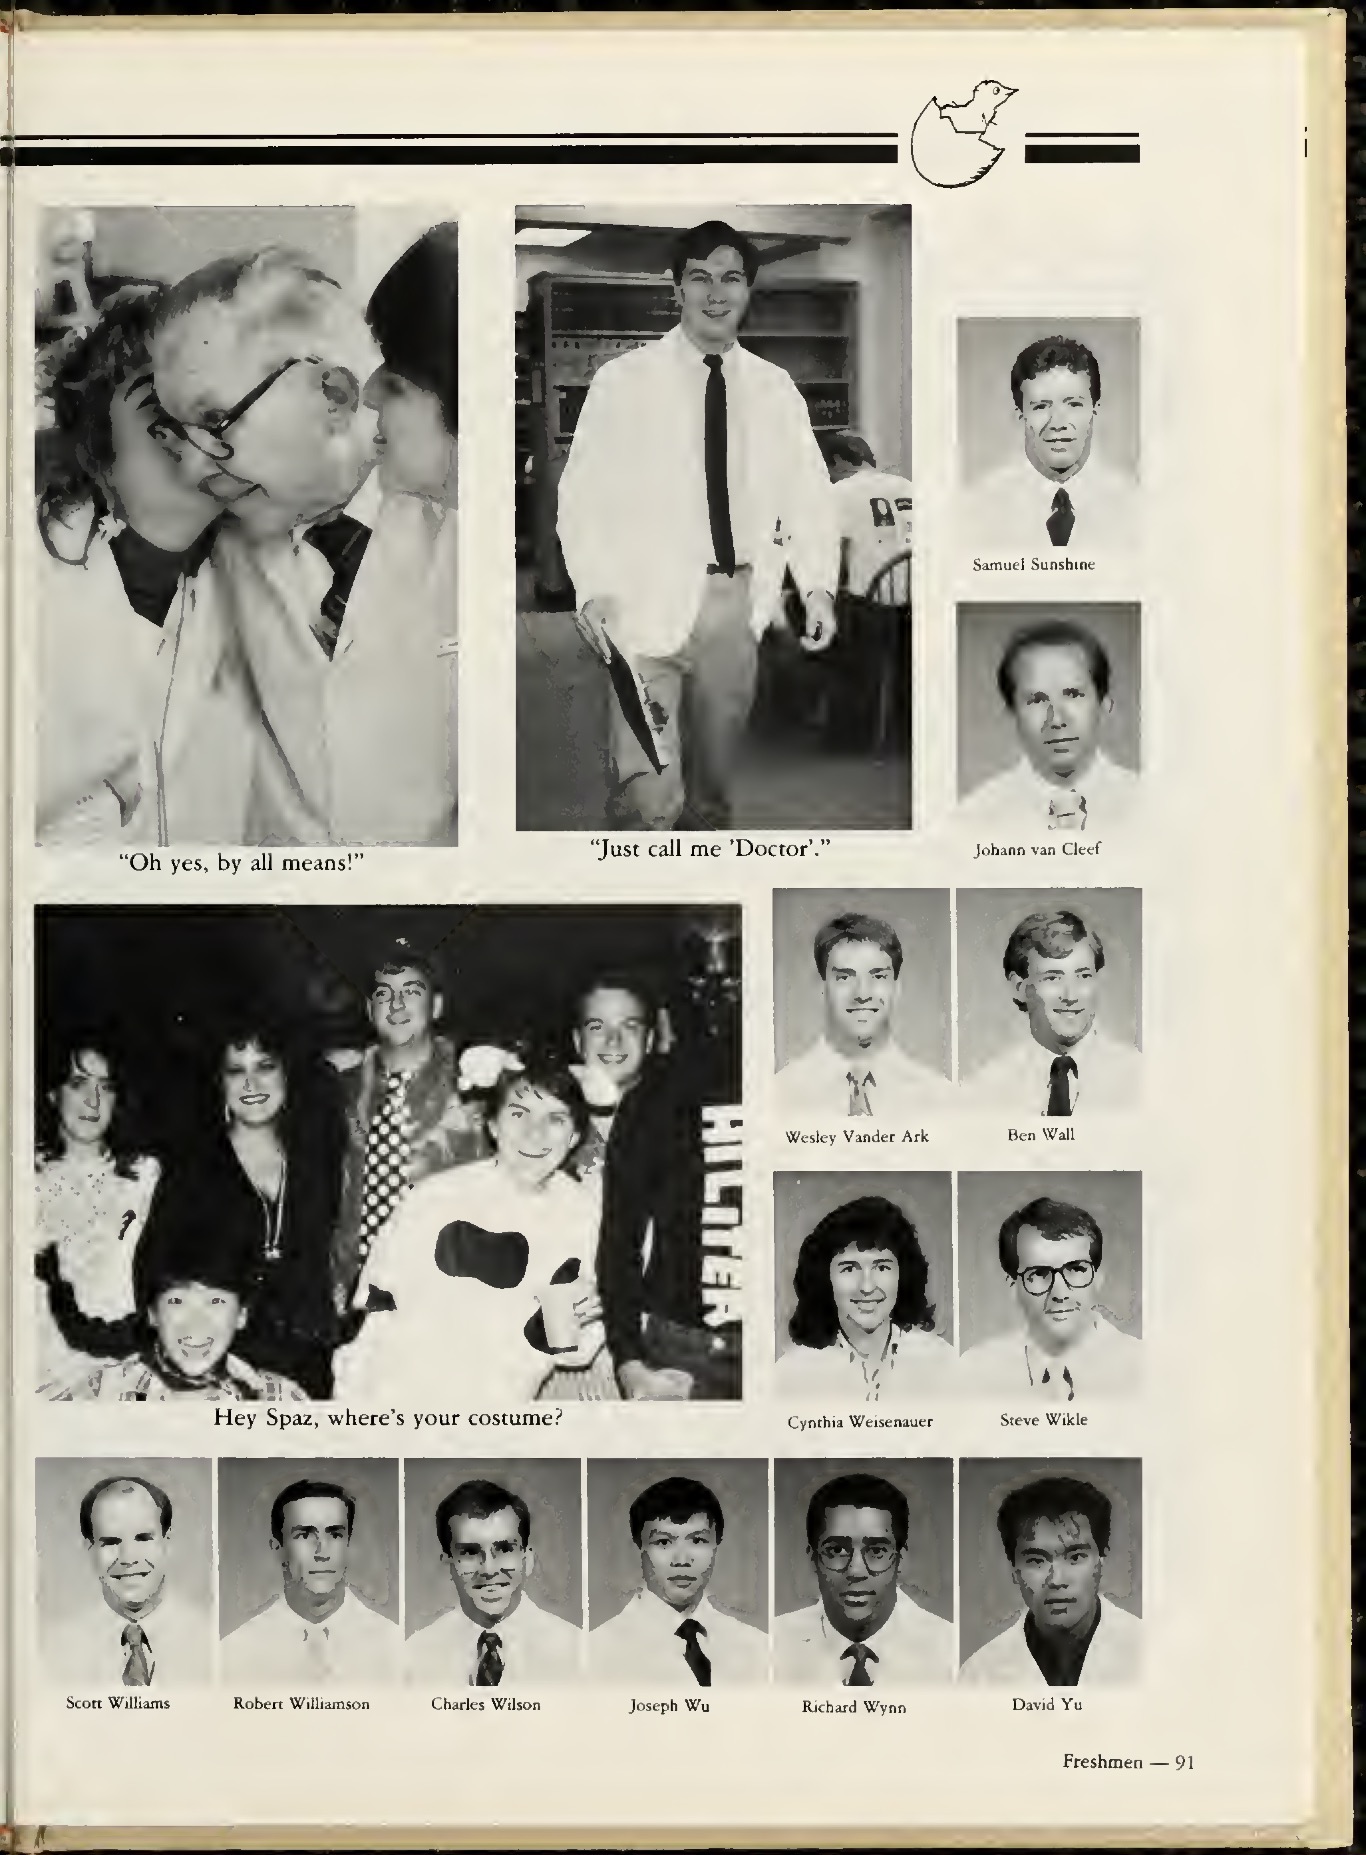 Samuel Sunshine
Johann van Cleef
"Oh yes, by all means!"
"Just call me 'Doctor'."
Wesley Vander Ark
Ben Wall
Cynthia Weisenauer
Steve Wikle
Hey Spaz, where's your costume?
Scott Williams
Robert Williamson
Charles Wilson
Joseph Wu
Richard Wynn
David Yu
Freshmen — 91